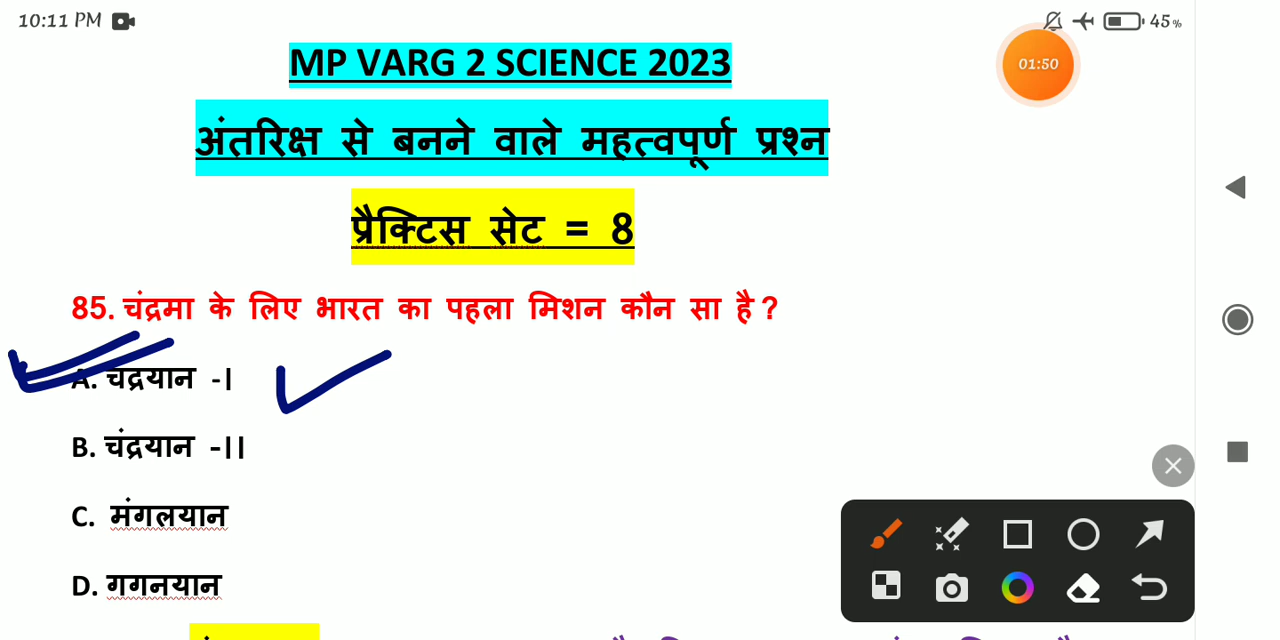 10:11 PM
45%
01:50
MP VARG 2 SCIENCE 2023
अंतरिक्ष से बनने वाले महत्वपूर्ण प्रश्न
प्रैक्टिस सेट = 8
85. चंद्रमा के लिए भारत का पहला मिशन कौन सा है ?
A. चंद्रयान -I
B. चंद्रयान -II
C. मंगलयान
D. गगनयान